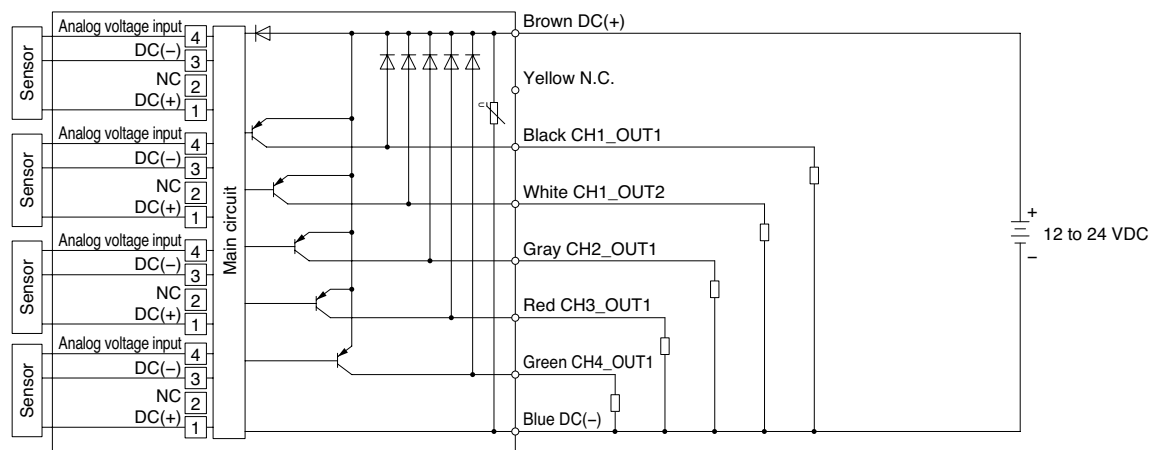 Sensor
Analog voltage input 4
DC(−) 3
NC 2
DC(+) 1
Sensor
Analog voltage input 4
DC(−) 3
NC 2
DC(+) 1
Sensor
Analog voltage input 4
DC(−) 3
NC 2
DC(+) 1
Sensor
Analog voltage input 4
DC(−) 3
NC 2
DC(+) 1
Main circuit
Brown DC(+)
Yellow N.C.
Black CH1_OUT1
White CH1_OUT2
Gray CH2_OUT1
Red CH3_OUT1
Green CH4_OUT1
Blue DC(−)
+
12 to 24 VDC
−